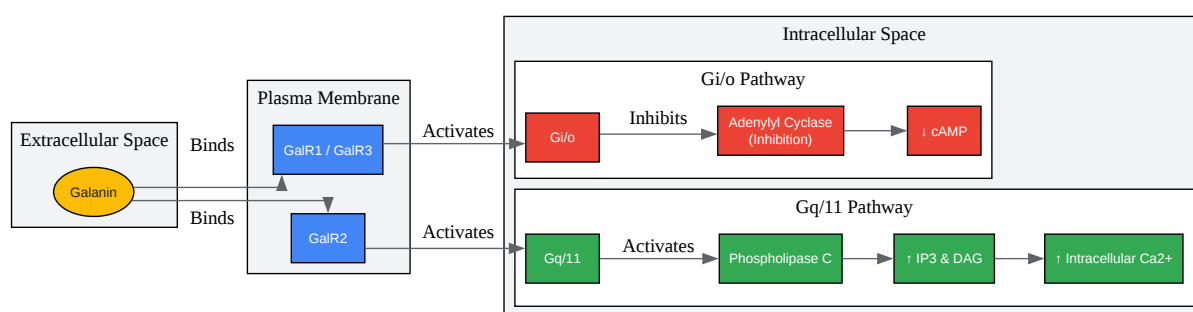 Intracellular Space
Gi/o Pathway
Plasma Membrane
Extracellular Space
Binds
GalR1 / GalR3
Activates
Gi/o
Inhibits
Adenylyl Cyclase
(Inhibition)
↓ cAMP
Galanin
Binds
GalR2
Activates
Gq/11 Pathway
Gq/11
Activates
Phospholipase C
↑ IP3 & DAG
↑ Intracellular Ca2+